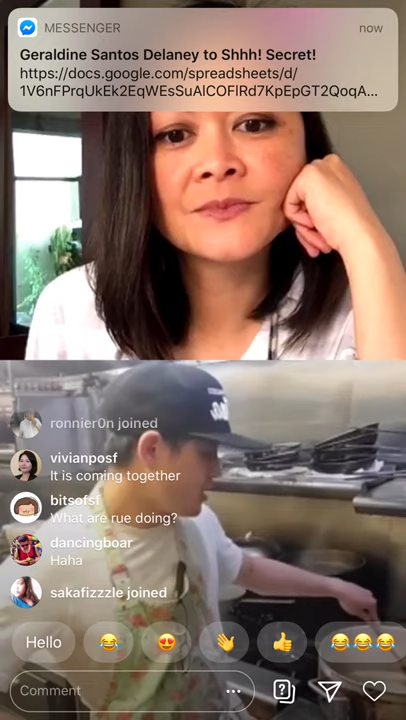 MESSENGER
now
Geraldine Santos Delaney to Shhh! Secret!
https://docs.google.com/spreadsheets/d/
1V6nFPrqUkEk2EqWEsSuAlCOFlRd7KpEpGT2QoqA...
ronnier0n joined
vivianposf
It is coming together
bitsofsf
What are rue doing?
dancingboar
Haha
sakafizzzle joined
Hello
Comment